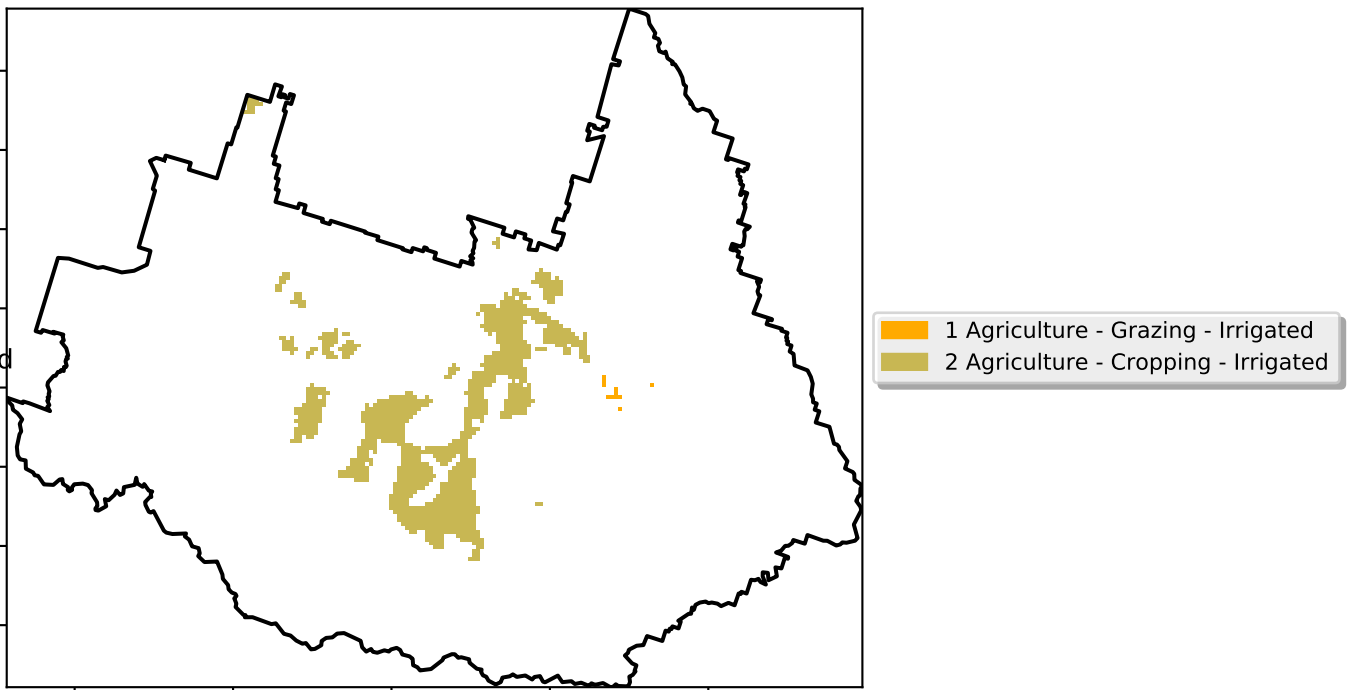 1 Agriculture - Grazing - Irrigated
d
2 Agriculture - Cropping - Irrigated